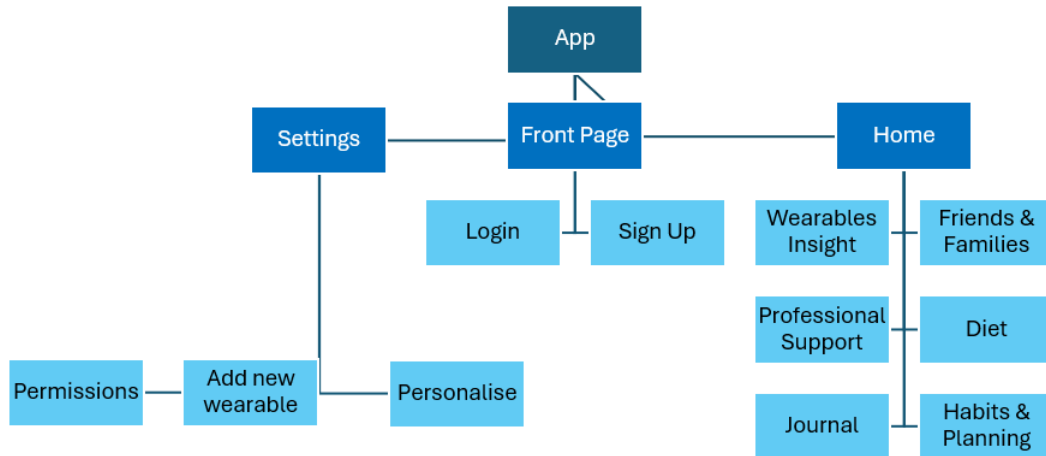 App
Settings
Front Page
Home
Login
Sign Up
Wearables
Insight
Friends &
Families
Professional
Support
Diet
Permissions
Add new
wearable
Personalise
Journal
Habits &
Planning